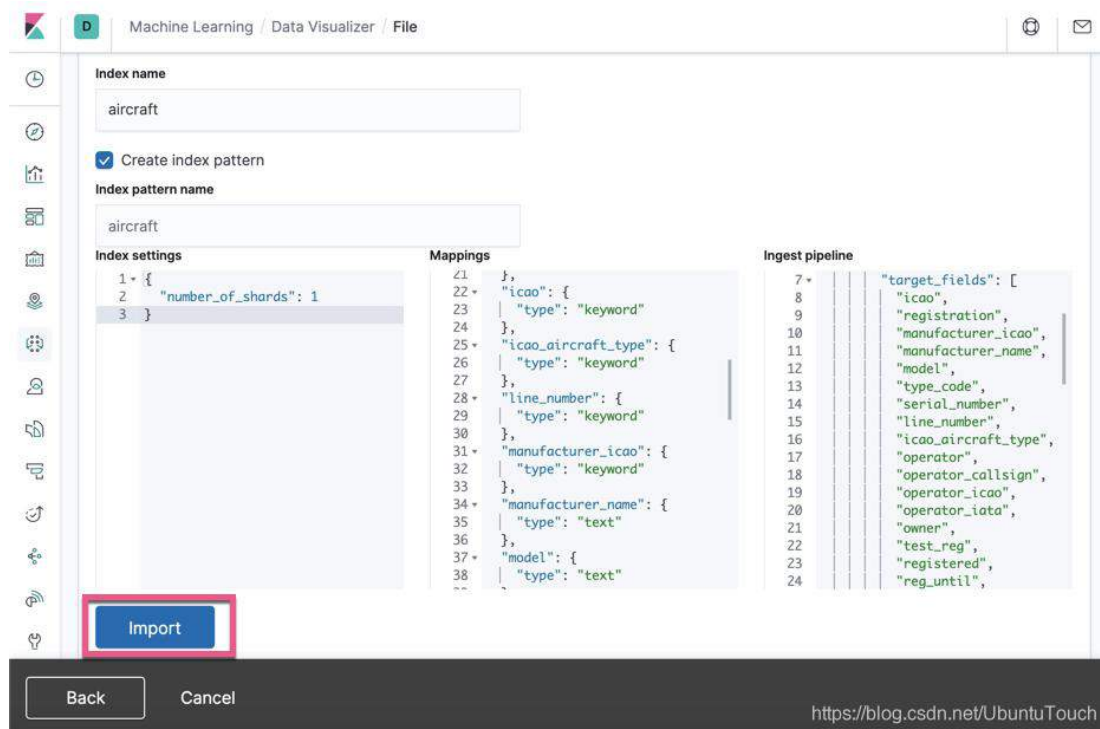 D Machine Learning / Data Visualizer / File
Index name
aircraft
Create index pattern
Index pattern name
aircraft
Index settings
1 {
2 "number_of_shards": 1
3 }
Mappings
21 },
22 "icao": {
23 "type": "keyword"
24 },
25 "icao_aircraft_type": {
26 "type": "keyword"
27 },
28 "line_number": {
29 "type": "keyword"
30 },
31 "manufacturer_icao": {
32 "type": "keyword"
33 },
34 "manufacturer_name": {
35 "type": "text"
36 },
37 "model": {
38 "type": "text"
Ingest pipeline
7 "target_fields": [
8 "icao",
9 "registration",
10 "manufacturer_icao",
11 "manufacturer_name",
12 "model",
13 "type_code",
14 "serial_number",
15 "line_number",
16 "icao_aircraft_type",
17 "operator",
18 "operator_callsign",
19 "operator_icao",
20 "operator_iata",
21 "owner",
22 "test_reg",
23 "registered",
24 "reg_until",
Import
Back Cancel
https://blog.csdn.net/UbuntuTouch